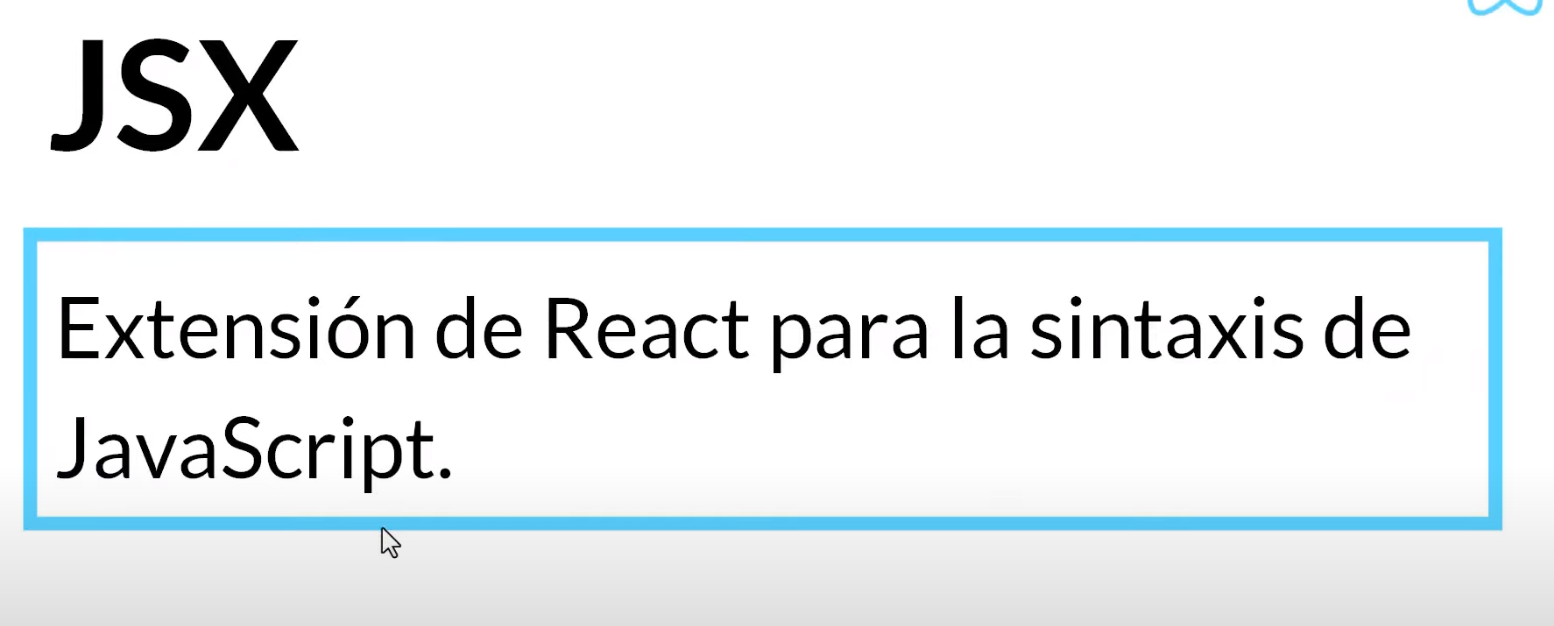 JSX
Extensión de React para la sintaxis de
JavaScript.